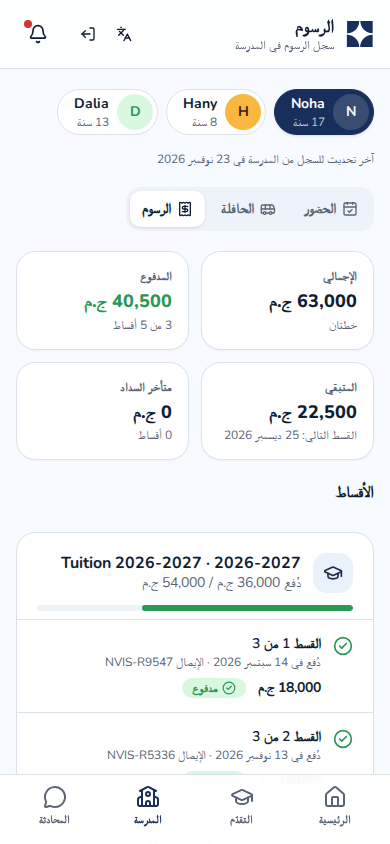 الرسوم
سجل الرسوم في المدرسة
N
Noha
17 سنة
H
Hany
8 سنة
D
Dalia
13 سنة
آخر تحديث للسجل من المدرسة في 23 نوفمبر 2026
الحضور
الحافلة
الرسوم
الإجمالي
63,000 ج.م
خطتان
المدفوع
40,500 ج.م
3 من 5 أقساط
المتبقي
22,500 ج.م
القسط التالي: 25 ديسمبر 2026
متأخر السداد
0 ج.م
0 أقساط
الأقساط
Tuition 2026-2027 · 2026-2027
دُفع 36,000 ج.م / 54,000 ج.م
القسط 1 من 3
دُفع في 14 سبتمبر 2026 · الإيصال NVIS-R9547
18,000 ج.م
مدفوع
القسط 2 من 3
دُفع في 13 نوفمبر 2026 · الإيصال NVIS-R5336
الرئيسية
التقدّم
المدرسة
المحادثة